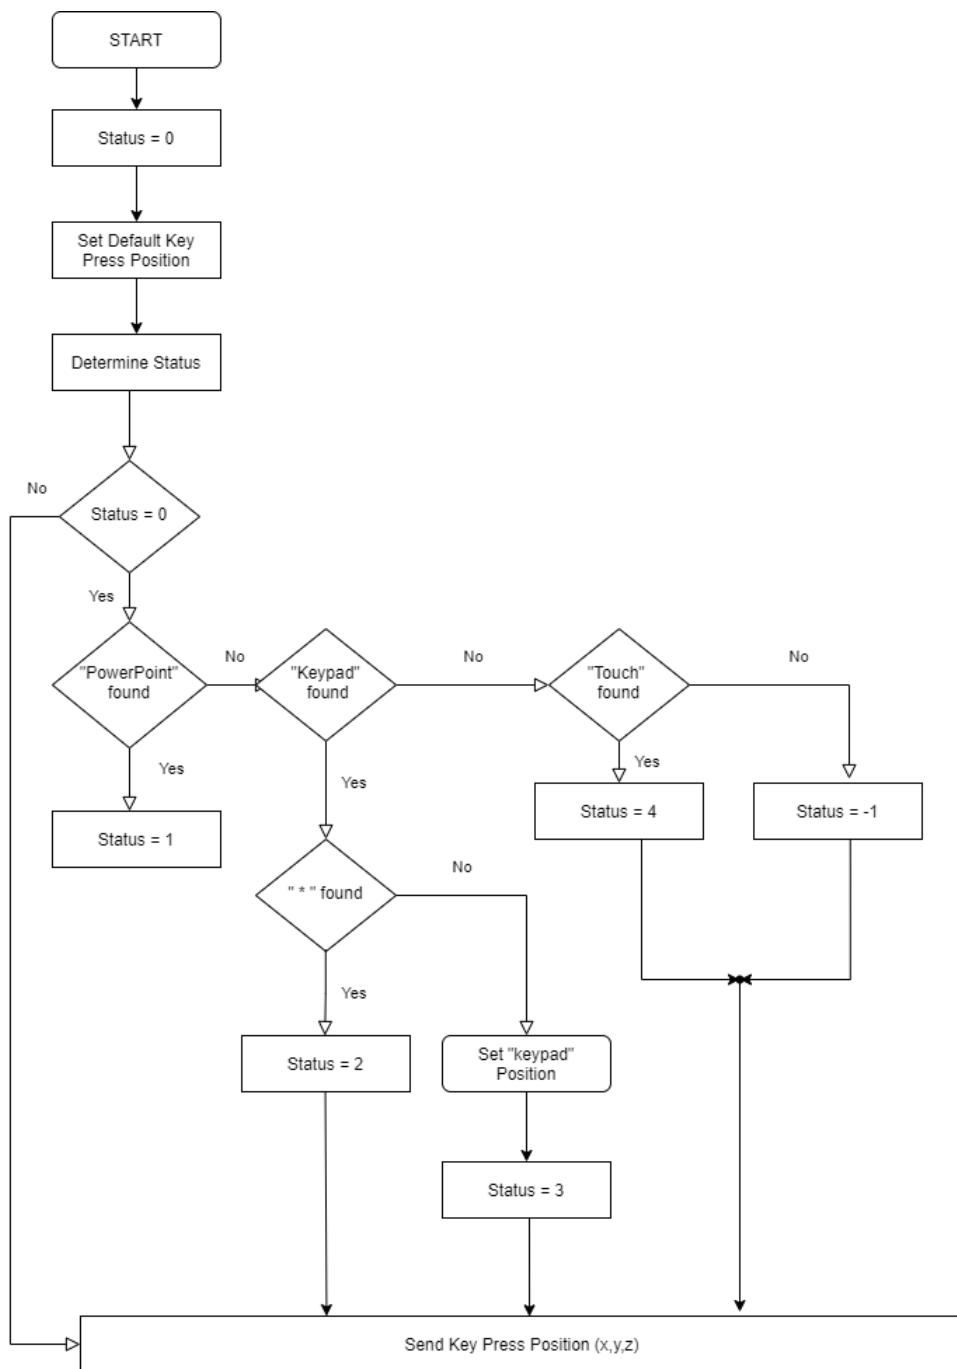 START
Status = 0
Set Default Key
Press Position
Determine Status
No
Status = 0
Yes
"PowerPoint"
found
No
"Keypad"
found
No
"Touch"
found
No
Yes
Yes
Yes
Status = 1
Status = 4
Status = -1
" * " found
No
Yes
Status = 2
Set "keypad"
Position
Status = 3
Send Key Press Position (x,y,z)